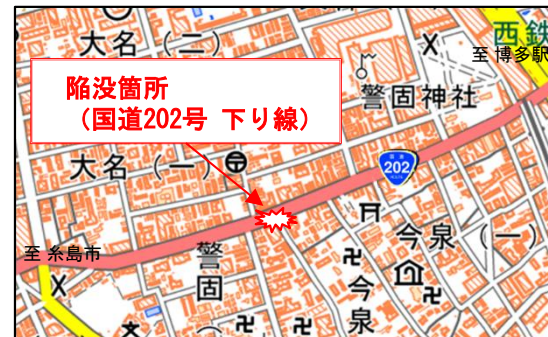 大名（二）
西鉄
至 博多駅
陥没箇所
（国道202号 下り線）
警固神社
大名（一）
202
今泉（一）
至 糸島市
警固（
今泉